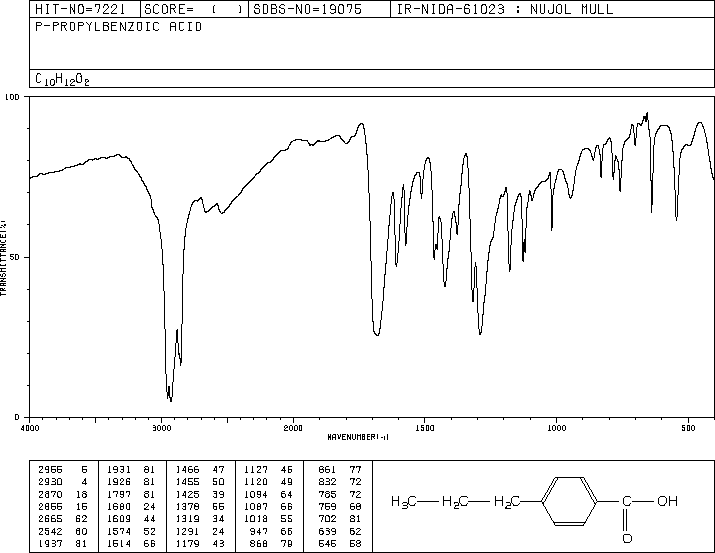 HIT-NO=7221 SCORE= ( ) SDBS-NO=19075 IR-NIDA-61023 : NUJOL MULL
P-PROPYLBENZOIC ACID
C10H12O2
100
50
0
TRANSMITTANCE(%)
4000 3000 2000 1500 1000 500
WAVENUMBER(-1)
2955 5 1931 81 1466 47 1127 46 861 77
2930 4 1926 81 1455 50 1120 49 832 72
2870 18 1797 81 1425 39 1094 64 785 72
2855 15 1680 24 1378 55 1087 66 759 68
2665 62 1609 44 1319 34 1018 55 702 81
2542 60 1574 52 1291 24 947 66 639 62
1937 81 1514 66 1179 43 868 79 545 58
H3C H2C H2C C OH
O